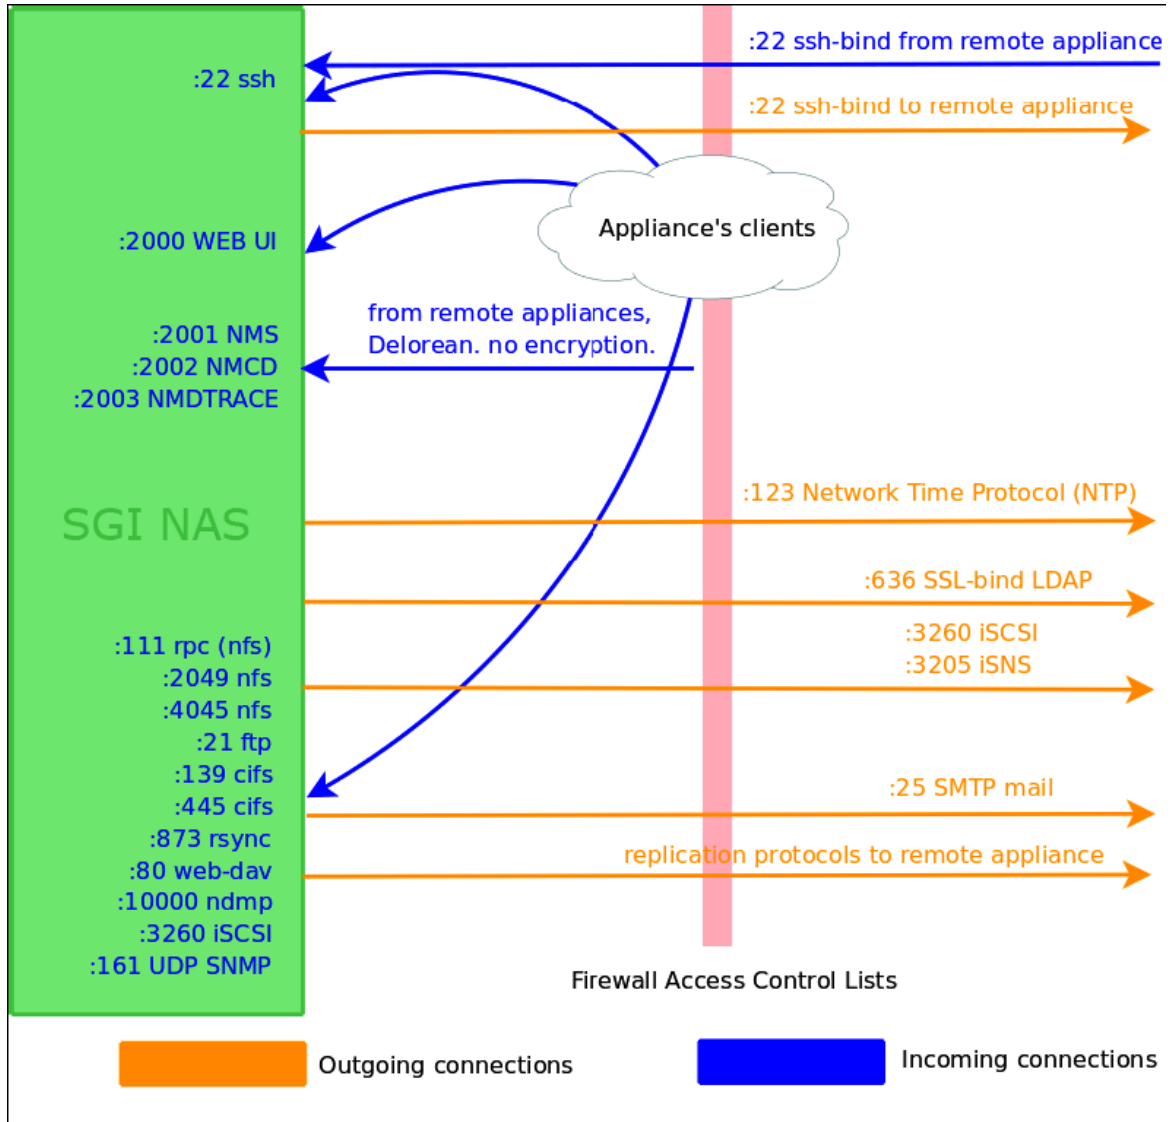 :22 ssh-bind from remote appliance
:22 ssh
:22 ssh-bind to remote appliance
Appliance's clients
:2000 WEB UI
from remote appliances,
Delorean. no encryption.
:2001 NMS
:2002 NMCD
:2003 NMDTRACE
:123 Network Time Protocol (NTP)
SGI NAS
:636 SSL-bind LDAP
:3260 iSCSI
:3205 iSNS
:111 rpc (nfs)
:2049 nfs
:4045 nfs
:21 ftp
:139 cifs
:445 cifs
:873 rsync
:80 web-dav
:10000 ndmp
:3260 iSCSI
:161 UDP SNMP
:25 SMTP mail
replication protocols to remote appliance
Firewall Access Control Lists
Outgoing connections
Incoming connections